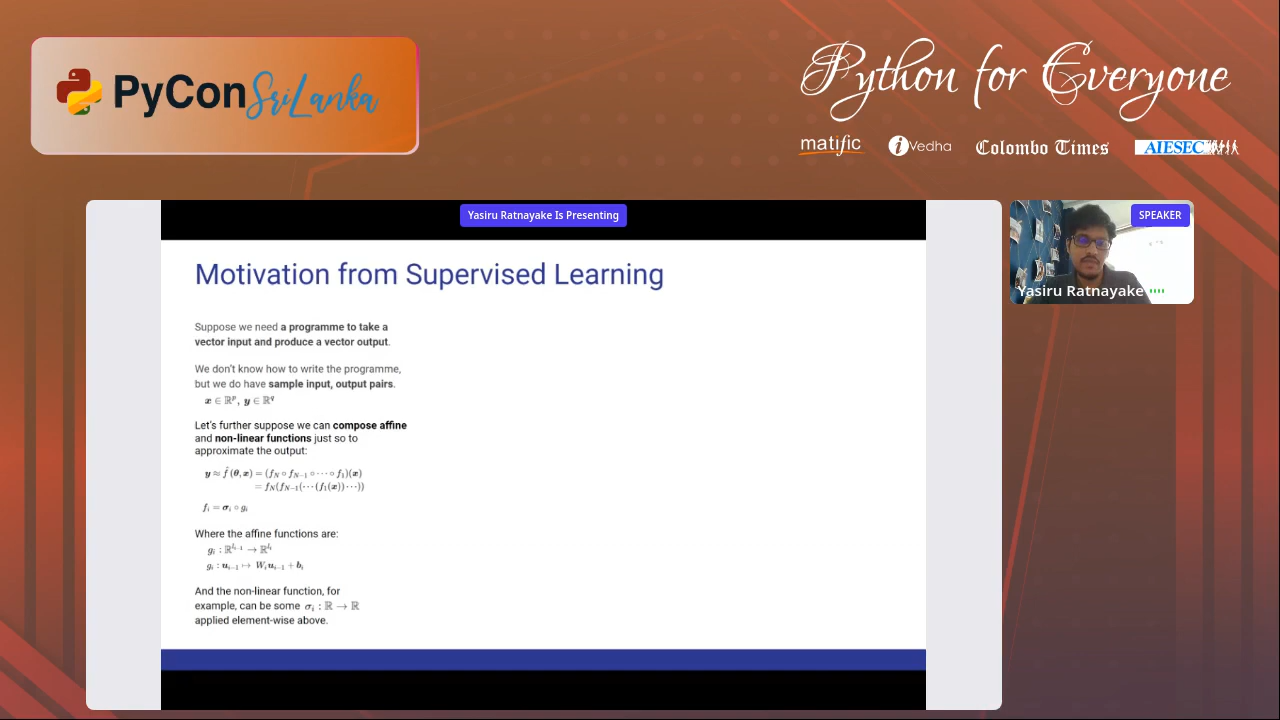 PyCon SriLanka
Python for Everyone
matific
iVedha
Colombo Times
AIESEC
Yasiru Ratnayake Is Presenting
SPEAKER
Yasiru Ratnayake
Motivation from Supervised Learning
Suppose we need a programme to take a
vector input and produce a vector output.
We don't know how to write the programme,
but we do have sample input, output pairs.
x ∈ ℝᵖ, y ∈ ℝ^q
Let's further suppose we can compose affine
and non-linear functions just so to
approximate the output:
y ≈ f̂(θ, x) = (f_N ∘ f_{N−1} ∘ ⋯ ∘ f_1)(x)
= f_N(f_{N−1}(⋯(f_1(x))⋯))
f_i = σ_i ∘ g_i
Where the affine functions are:
g_i : ℝ^{l_{i−1}} → ℝ^{l_i}
g_i : u_{i−1} ↦ W_i u_{i−1} + b_i
And the non-linear function, for
example, can be some σ_i : ℝ → ℝ
applied element-wise above.